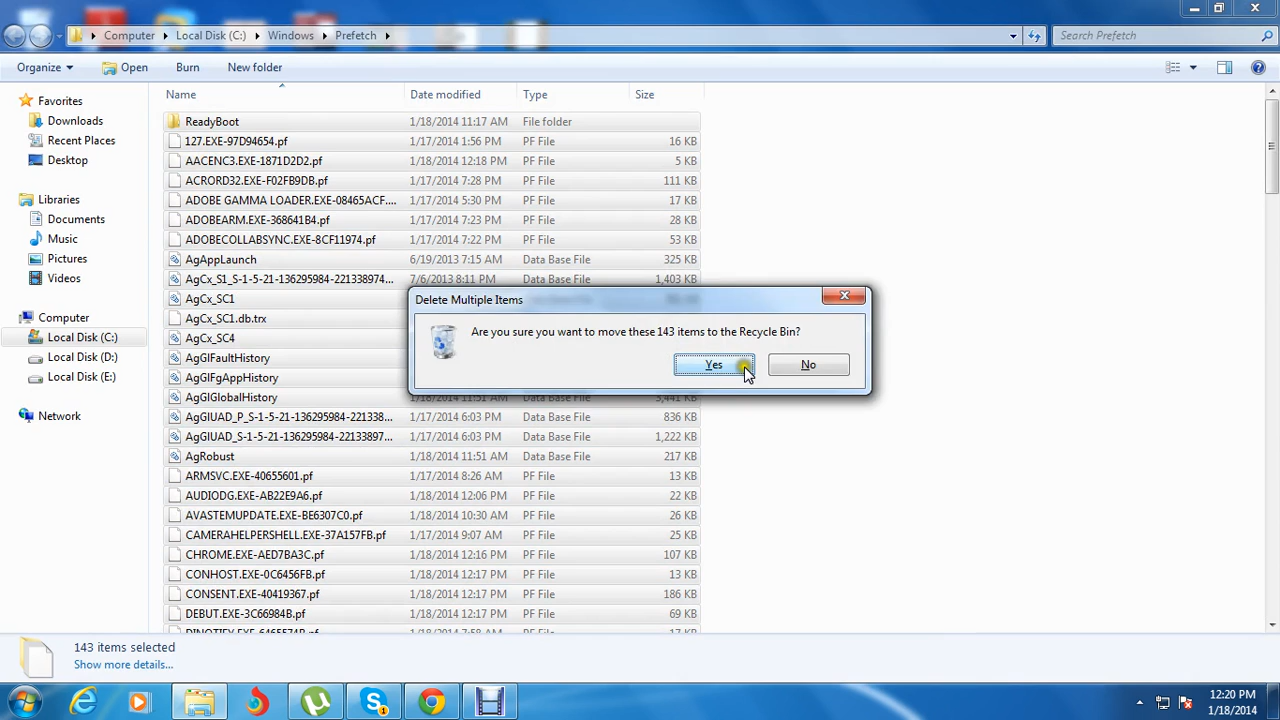 Computer Local Disk (C:) Windows Prefetch Search Prefetch
Organize Open Burn New folder
Name Date modified Type Size
Favorites
Downloads
Recent Places
Desktop
Libraries
Documents
Music
Pictures
Videos
Computer
Local Disk (C:)
Local Disk (D:)
Local Disk (E:)
Network
ReadyBoot 1/18/2014 11:17 AM File folder
127.EXE-97D94654.pf 1/17/2014 1:56 PM PF File 16 KB
AACENC3.EXE-1871D2D2.pf 1/18/2014 12:18 PM PF File 5 KB
ACRORD32.EXE-F02FB9DB.pf 1/17/2014 7:28 PM PF File 111 KB
ADOBE GAMMA LOADER.EXE-08465ACF.... 1/17/2014 5:30 PM PF File 17 KB
ADOBEARM.EXE-368641B4.pf 1/17/2014 7:23 PM PF File 28 KB
ADOBECOLLABSYNC.EXE-8CF11974.pf 1/17/2014 7:22 PM PF File 53 KB
AgAppLaunch 6/19/2013 7:15 AM Data Base File 325 KB
AgCx_S1_S-1-5-21-136295984-221338974... 7/6/2013 8:11 PM Data Base File 1,403 KB
AgCx_SC1
AgCx_SC1.db.trx
AgCx_SC4
AgGlFaultHistory
AgGlFgAppHistory
AgGlGlobalHistory 3,441 KB
AgGlUAD_P_S-1-5-21-136295984-221338... 1/17/2014 6:03 PM Data Base File 836 KB
AgGlUAD_S-1-5-21-136295984-22133897... 1/17/2014 6:03 PM Data Base File 1,222 KB
AgRobust 1/18/2014 11:51 AM Data Base File 217 KB
ARMSVC.EXE-40655601.pf 1/17/2014 8:26 AM PF File 13 KB
AUDIODG.EXE-AB22E9A6.pf 1/18/2014 12:06 PM PF File 22 KB
AVASTEMUPDATE.EXE-BE6307C0.pf 1/18/2014 10:30 AM PF File 26 KB
CAMERAHELPERSHELL.EXE-37A157FB.pf 1/17/2014 9:07 AM PF File 25 KB
CHROME.EXE-AED7BA3C.pf 1/18/2014 12:16 PM PF File 107 KB
CONHOST.EXE-0C6456FB.pf 1/18/2014 12:17 PM PF File 13 KB
CONSENT.EXE-40419367.pf 1/18/2014 12:17 PM PF File 186 KB
DEBUT.EXE-3C66984B.pf 1/18/2014 12:17 PM PF File 69 KB
Delete Multiple Items
Are you sure you want to move these 143 items to the Recycle Bin?
Yes No
143 items selected
Show more details...
12:20 PM
1/18/2014